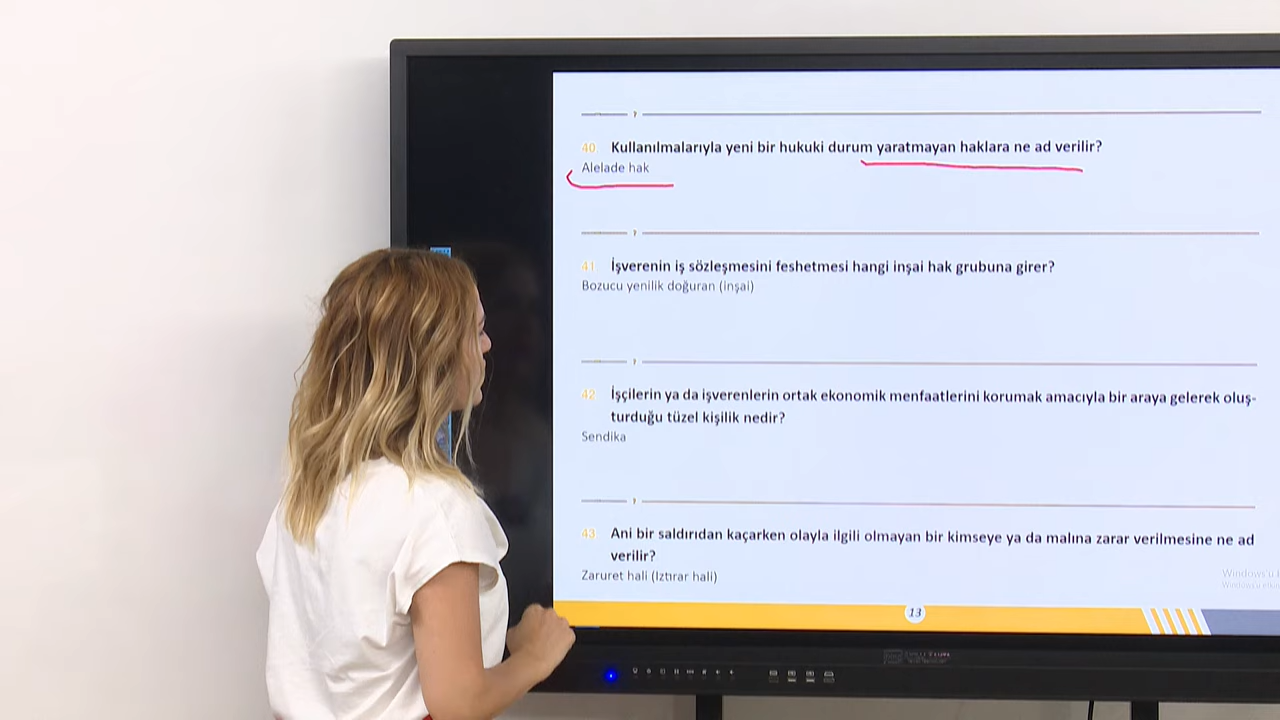 40. Kullanılmalarıyla yeni bir hukuki durum yaratmayan haklara ne ad verilir?
Alelade hak
41. İşverenin iş sözleşmesini feshetmesi hangi inşai hak grubuna girer?
Bozucu yenilik doğuran (inşai)
42. İşçilerin ya da işverenlerin ortak ekonomik menfaatlerini korumak amacıyla bir araya gelerek oluş-
turduğu tüzel kişilik nedir?
Sendika
43. Ani bir saldırıdan kaçarken olayla ilgili olmayan bir kimseye ya da malına zarar verilmesine ne ad
verilir?
Zaruret hali (Iztırar hali)
13